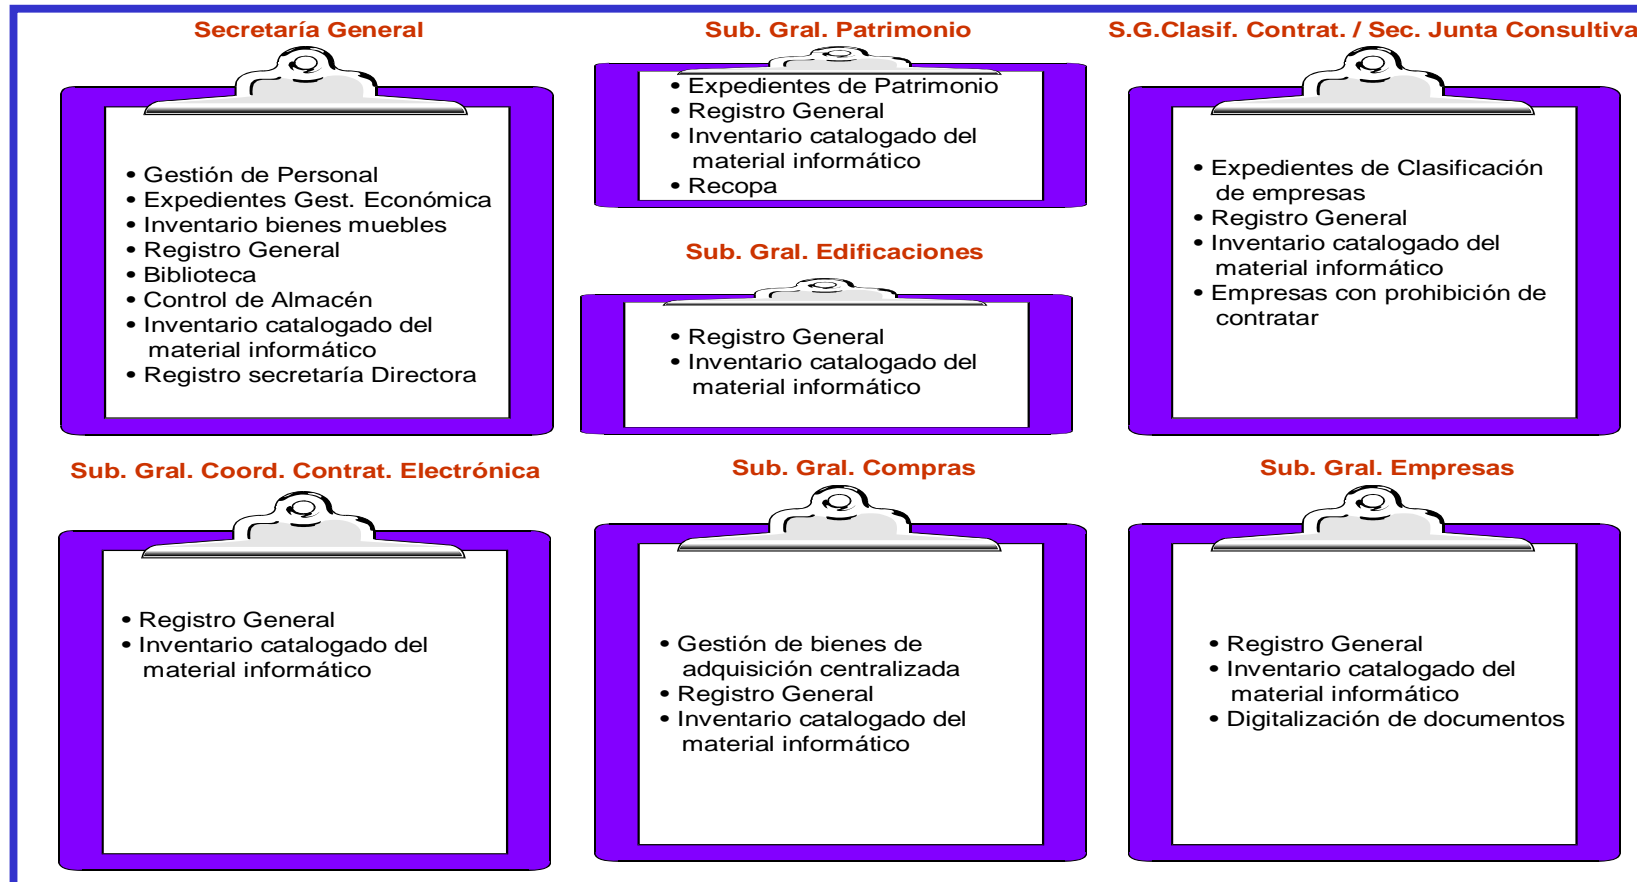 Secretaría General
• Gestión de Personal
• Expedientes Gest. Económica
• Inventario bienes muebles
• Registro General
• Biblioteca
• Control de Almacén
• Inventario catalogado del
material informático
• Registro secretaría Directora
Sub. Gral. Patrimonio
• Expedientes de Patrimonio
• Registro General
• Inventario catalogado del
material informático
• Recopa
Sub. Gral. Edificaciones
• Registro General
• Inventario catalogado del
material informático
S.G.Clasif. Contrat. / Sec. Junta Consultiva
• Expedientes de Clasificación
de empresas
• Registro General
• Inventario catalogado del
material informático
• Empresas con prohibición de
contratar
Sub. Gral. Coord. Contrat. Electrónica
• Registro General
• Inventario catalogado del
material informático
Sub. Gral. Compras
• Gestión de bienes de
adquisición centralizada
• Registro General
• Inventario catalogado del
material informático
Sub. Gral. Empresas
• Registro General
• Inventario catalogado del
material informático
• Digitalización de documentos